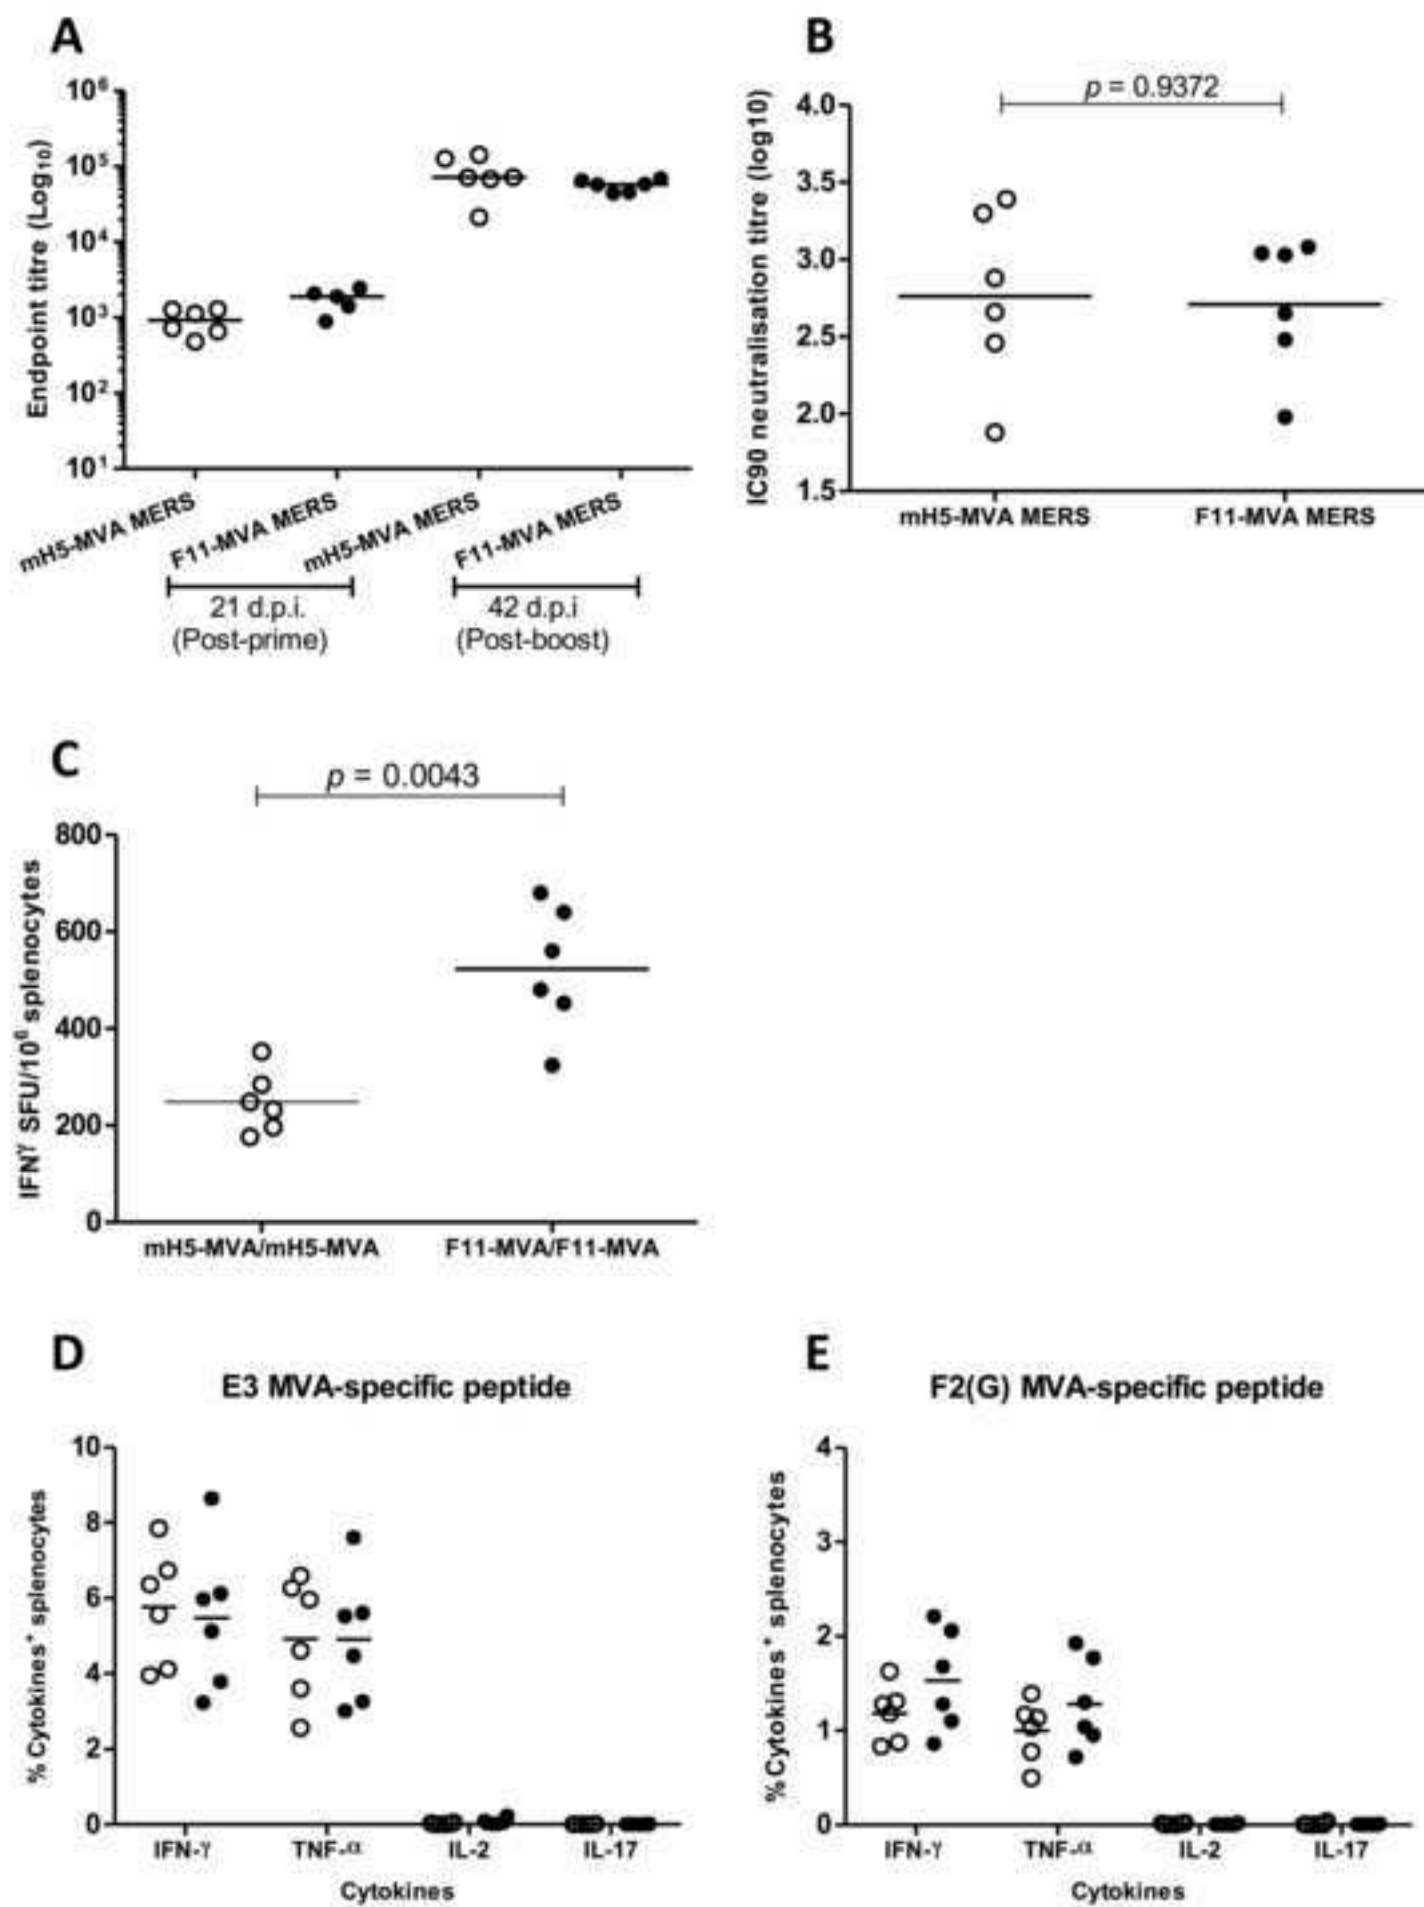 A
Endpoint titre (Log₁₀)
10⁶
10⁵
10⁴
10³
10²
10¹
mH5-MVA MERS
F11-MVA MERS
mH5-MVA MERS
F11-MVA MERS
21 d.p.i.
(Post-prime)
42 d.p.i
(Post-boost)
B
p = 0.9372
IC90 neutralisation titre (log10)
4.0
3.5
3.0
2.5
2.0
1.5
mH5-MVA MERS
F11-MVA MERS
C
p = 0.0043
IFNγ SFU/10⁶ splenocytes
800
600
400
200
0
mH5-MVA/mH5-MVA
F11-MVA/F11-MVA
D
E3 MVA-specific peptide
% Cytokines⁺ splenocytes
10
8
6
4
2
0
IFN-γ
TNF-α
IL-2
IL-17
Cytokines
E
F2(G) MVA-specific peptide
%Cytokines⁺ splenocytes
4
3
2
1
0
IFN-γ
TNF-α
IL-2
IL-17
Cytokines